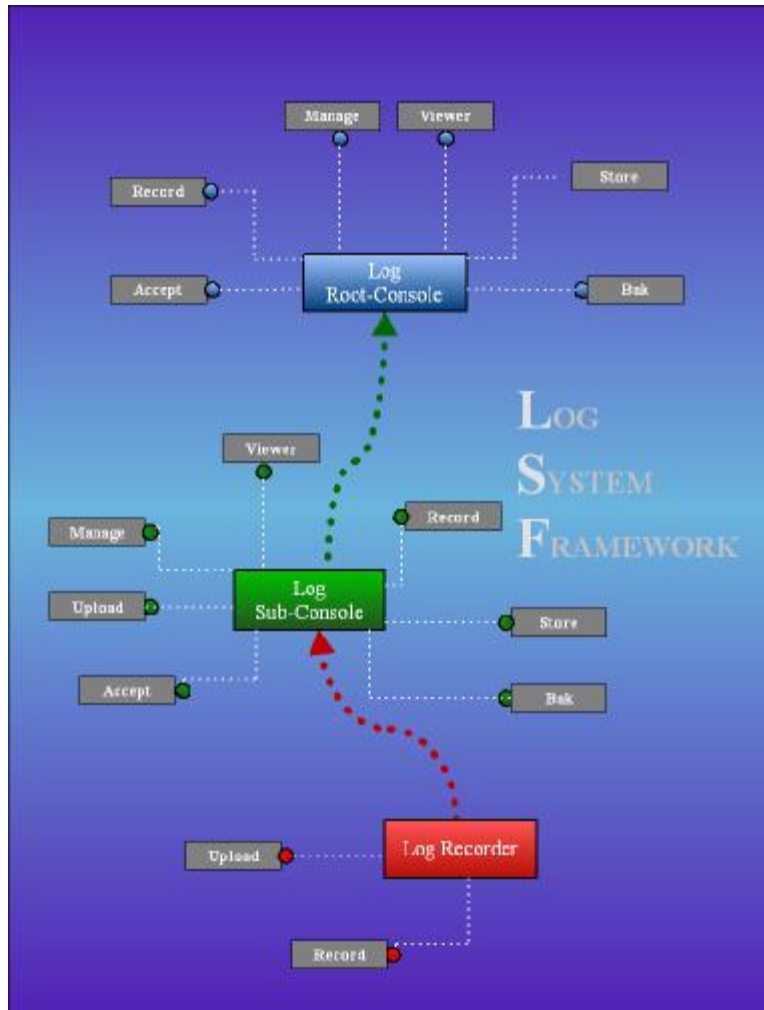 Manage
Viewer
Record
Store
Log
Root-Console
Accept
Bak
LOG
SYSTEM
FRAMEWORK
Viewer
Manage
Record
Log
Sub-Console
Upload
Store
Accept
Bak
Log Recorder
Upload
Record